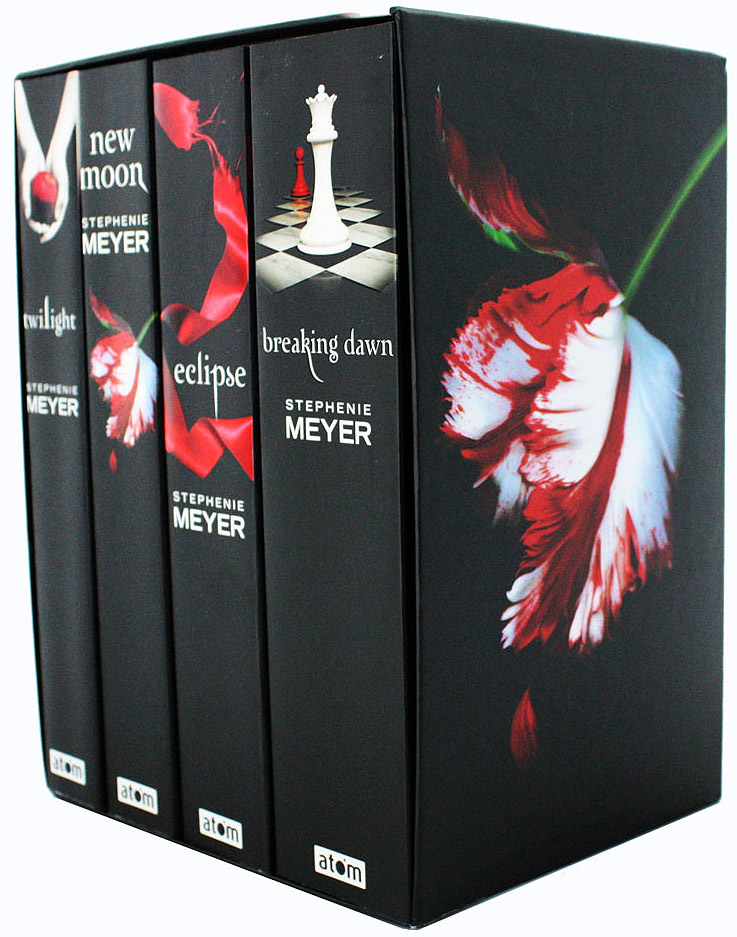 twilight
STEPHENIE
MEYER
atom
new
moon
STEPHENIE
MEYER
atom
eclipse
STEPHENIE
MEYER
atom
breaking dawn
STEPHENIE
MEYER
atom